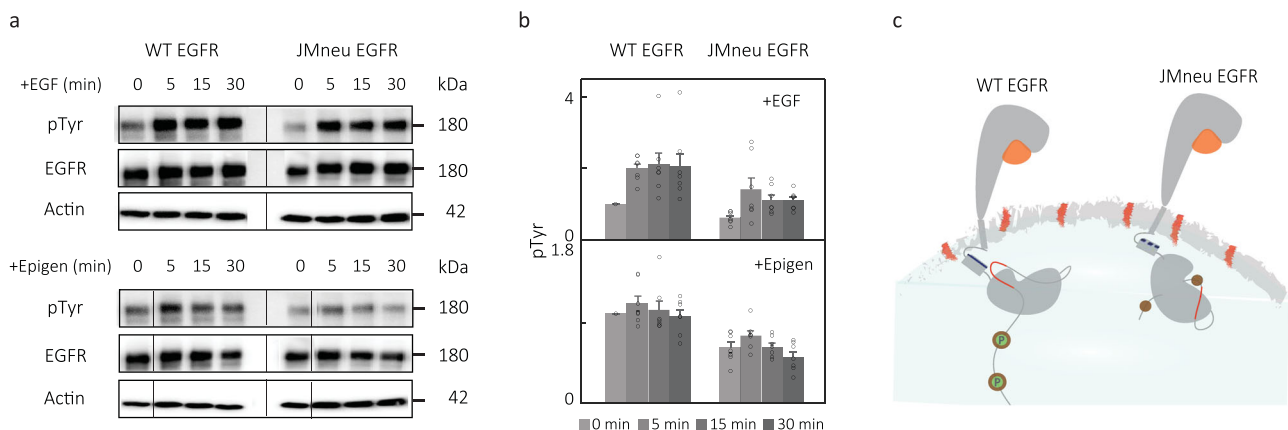 a
WT EGFR JMneu EGFR
+EGF (min) 0 5 15 30 0 5 15 30 kDa
pTyr 180
EGFR 180
Actin 42
+Epigen (min) 0 5 15 30 0 5 15 30 kDa
pTyr 180
EGFR 180
Actin 42
b
WT EGFR JMneu EGFR
4
+EGF
0
pTyr
1.8
+Epigen
0
0 min 5 min 15 min 30 min
c
WT EGFR
JMneu EGFR
P
P